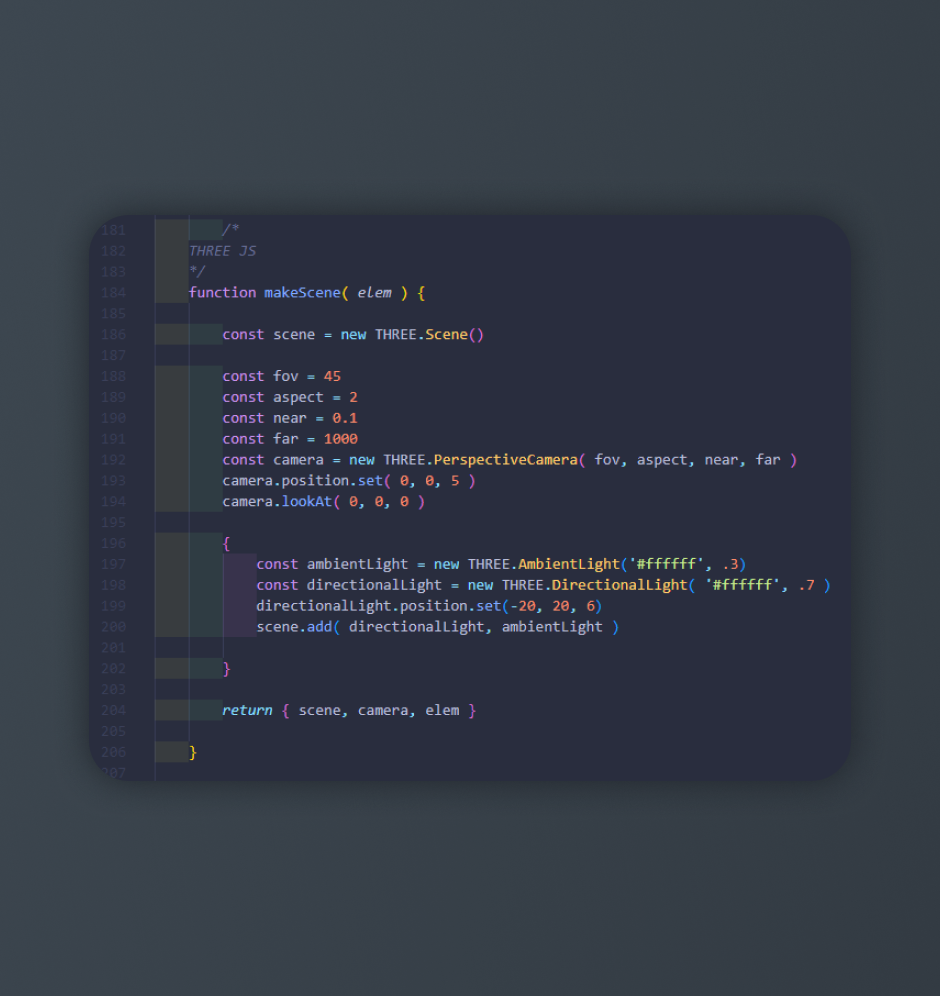 181 /*
182 THREE JS
183 */
184 function makeScene( elem ) {
185
186 const scene = new THREE.Scene()
187
188 const fov = 45
189 const aspect = 2
190 const near = 0.1
191 const far = 1000
192 const camera = new THREE.PerspectiveCamera( fov, aspect, near, far )
193 camera.position.set( 0, 0, 5 )
194 camera.lookAt( 0, 0, 0 )
195
196 {
197 const ambientLight = new THREE.AmbientLight('#ffffff', .3)
198 const directionalLight = new THREE.DirectionalLight( '#ffffff', .7 )
199 directionalLight.position.set(-20, 20, 6)
200 scene.add( directionalLight, ambientLight )
201
202 }
203
204 return { scene, camera, elem }
205
206 }
207